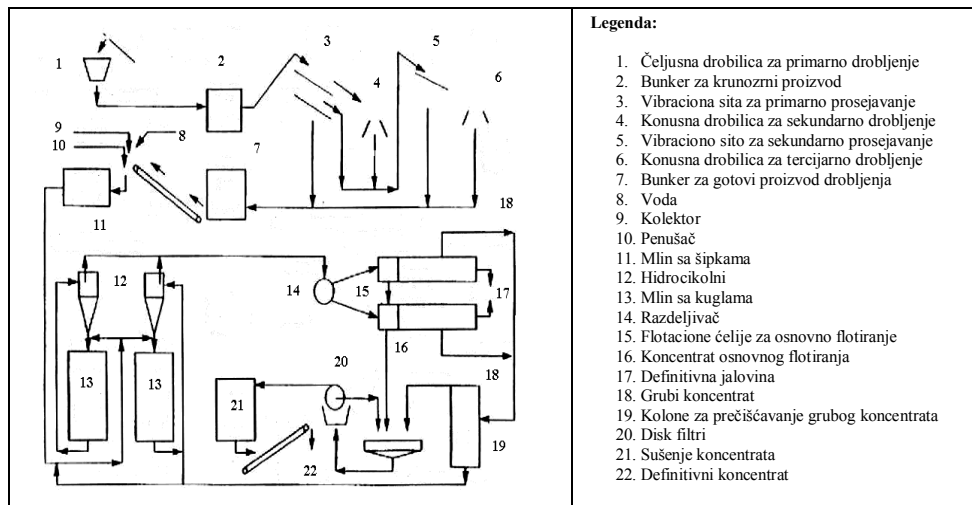 1
2
3
4
5
6
7
8
9
10
11
12
13
13
14
15
16
17
18
18
19
20
21
22
Legenda:
1. Čeljusna drobilica za primarno drobljenje
2. Bunker za krunozrni proizvod
3. Vibraciona sita za primarno prosejavanje
4. Konusna drobilica za sekundarno drobljenje
5. Vibraciono sito za sekundarno prosejavanje
6. Konusna drobilica za tercijarno drobljenje
7. Bunker za gotovi proizvod drobljenja
8. Voda
9. Kolektor
10. Penušač
11. Mlin sa šipkama
12. Hidrocikolni
13. Mlin sa kuglama
14. Razdeljivač
15. Flotacione ćelije za osnovno flotiranje
16. Koncentrat osnovnog flotiranja
17. Definitivna jalovina
18. Grubi koncentrat
19. Kolone za prečišćavanje grubog koncentrata
20. Disk filtri
21. Sušenje koncentrata
22. Definitivni koncentrat